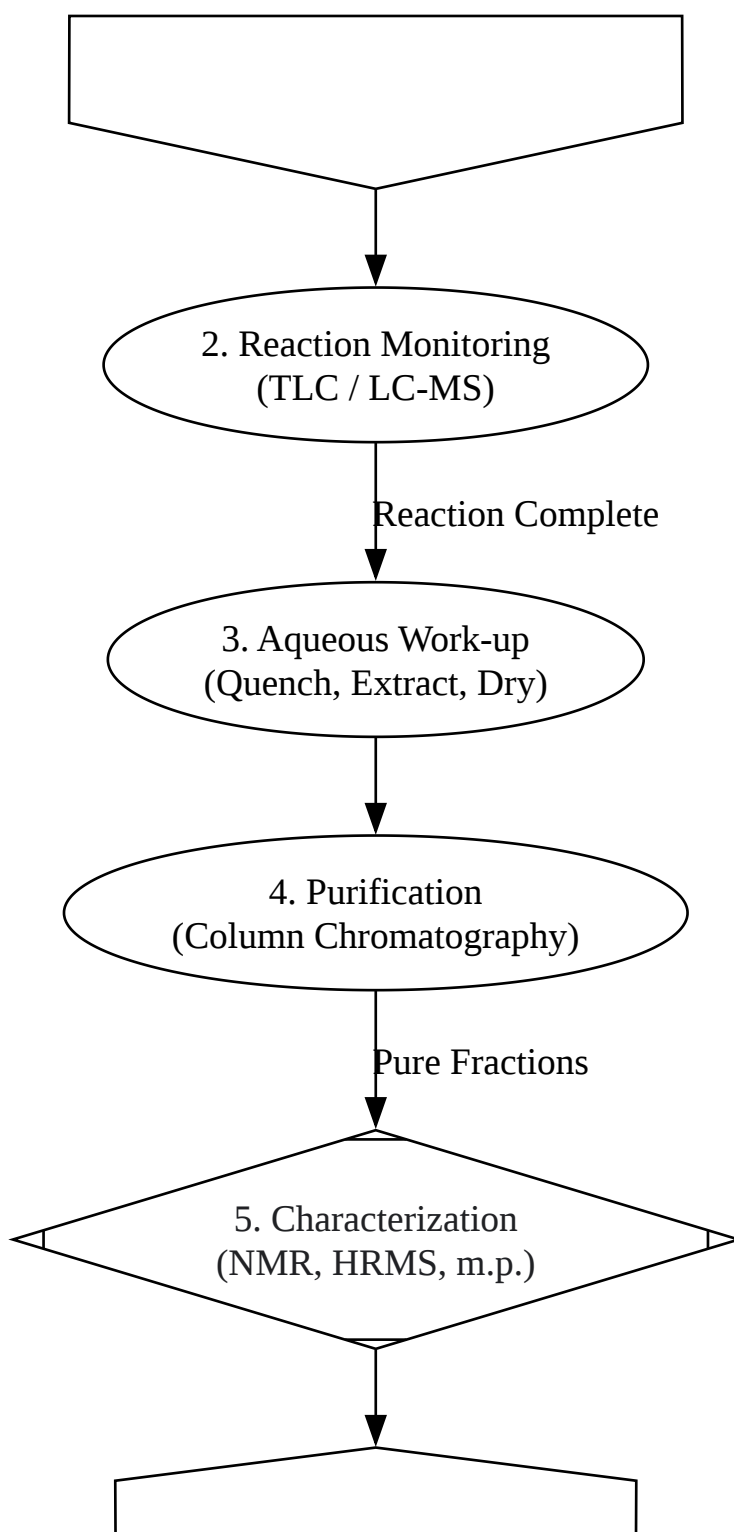 2. Reaction Monitoring
(TLC / LC-MS)
Reaction Complete
3. Aqueous Work-up
(Quench, Extract, Dry)
4. Purification
(Column Chromatography)
Pure Fractions
5. Characterization
(NMR, HRMS, m.p.)